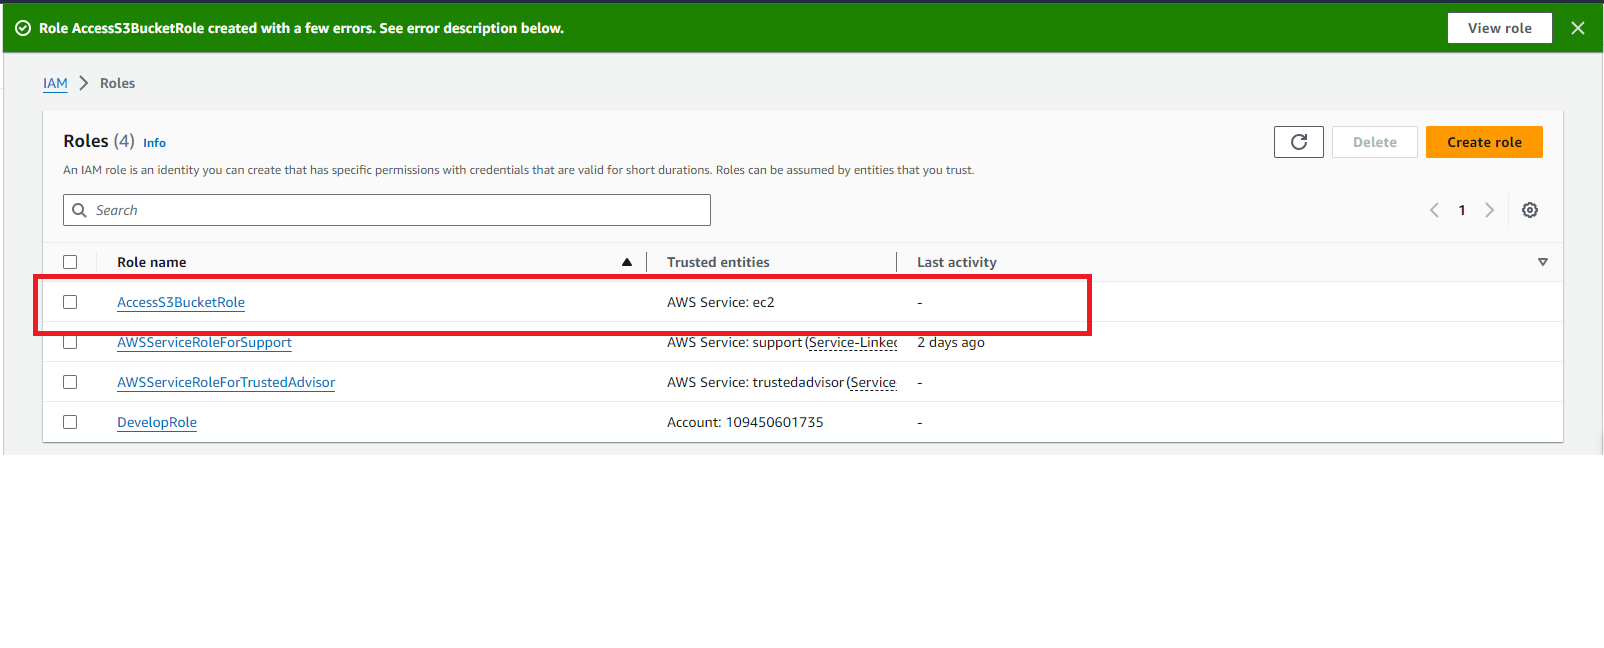 Role AccessS3BucketRole created with a few errors. See error description below. View role
IAM > Roles
Roles (4) Info
Delete Create role
An IAM role is an identity you can create that has specific permissions with credentials that are valid for short durations. Roles can be assumed by entities that you trust.
Search 1
Role name Trusted entities Last activity
AccessS3BucketRole AWS Service: ec2 -
AWSServiceRoleForSupport AWS Service: support (Service-Linked 2 days ago
AWSServiceRoleForTrustedAdvisor AWS Service: trustedadvisor (Service -
DevelopRole Account: 109450601735 -